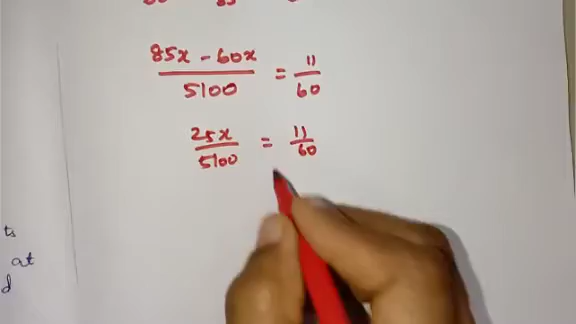 85x - 60x / 5100 = 11 / 60
25x / 5100 = 11 / 60
ts
at
d